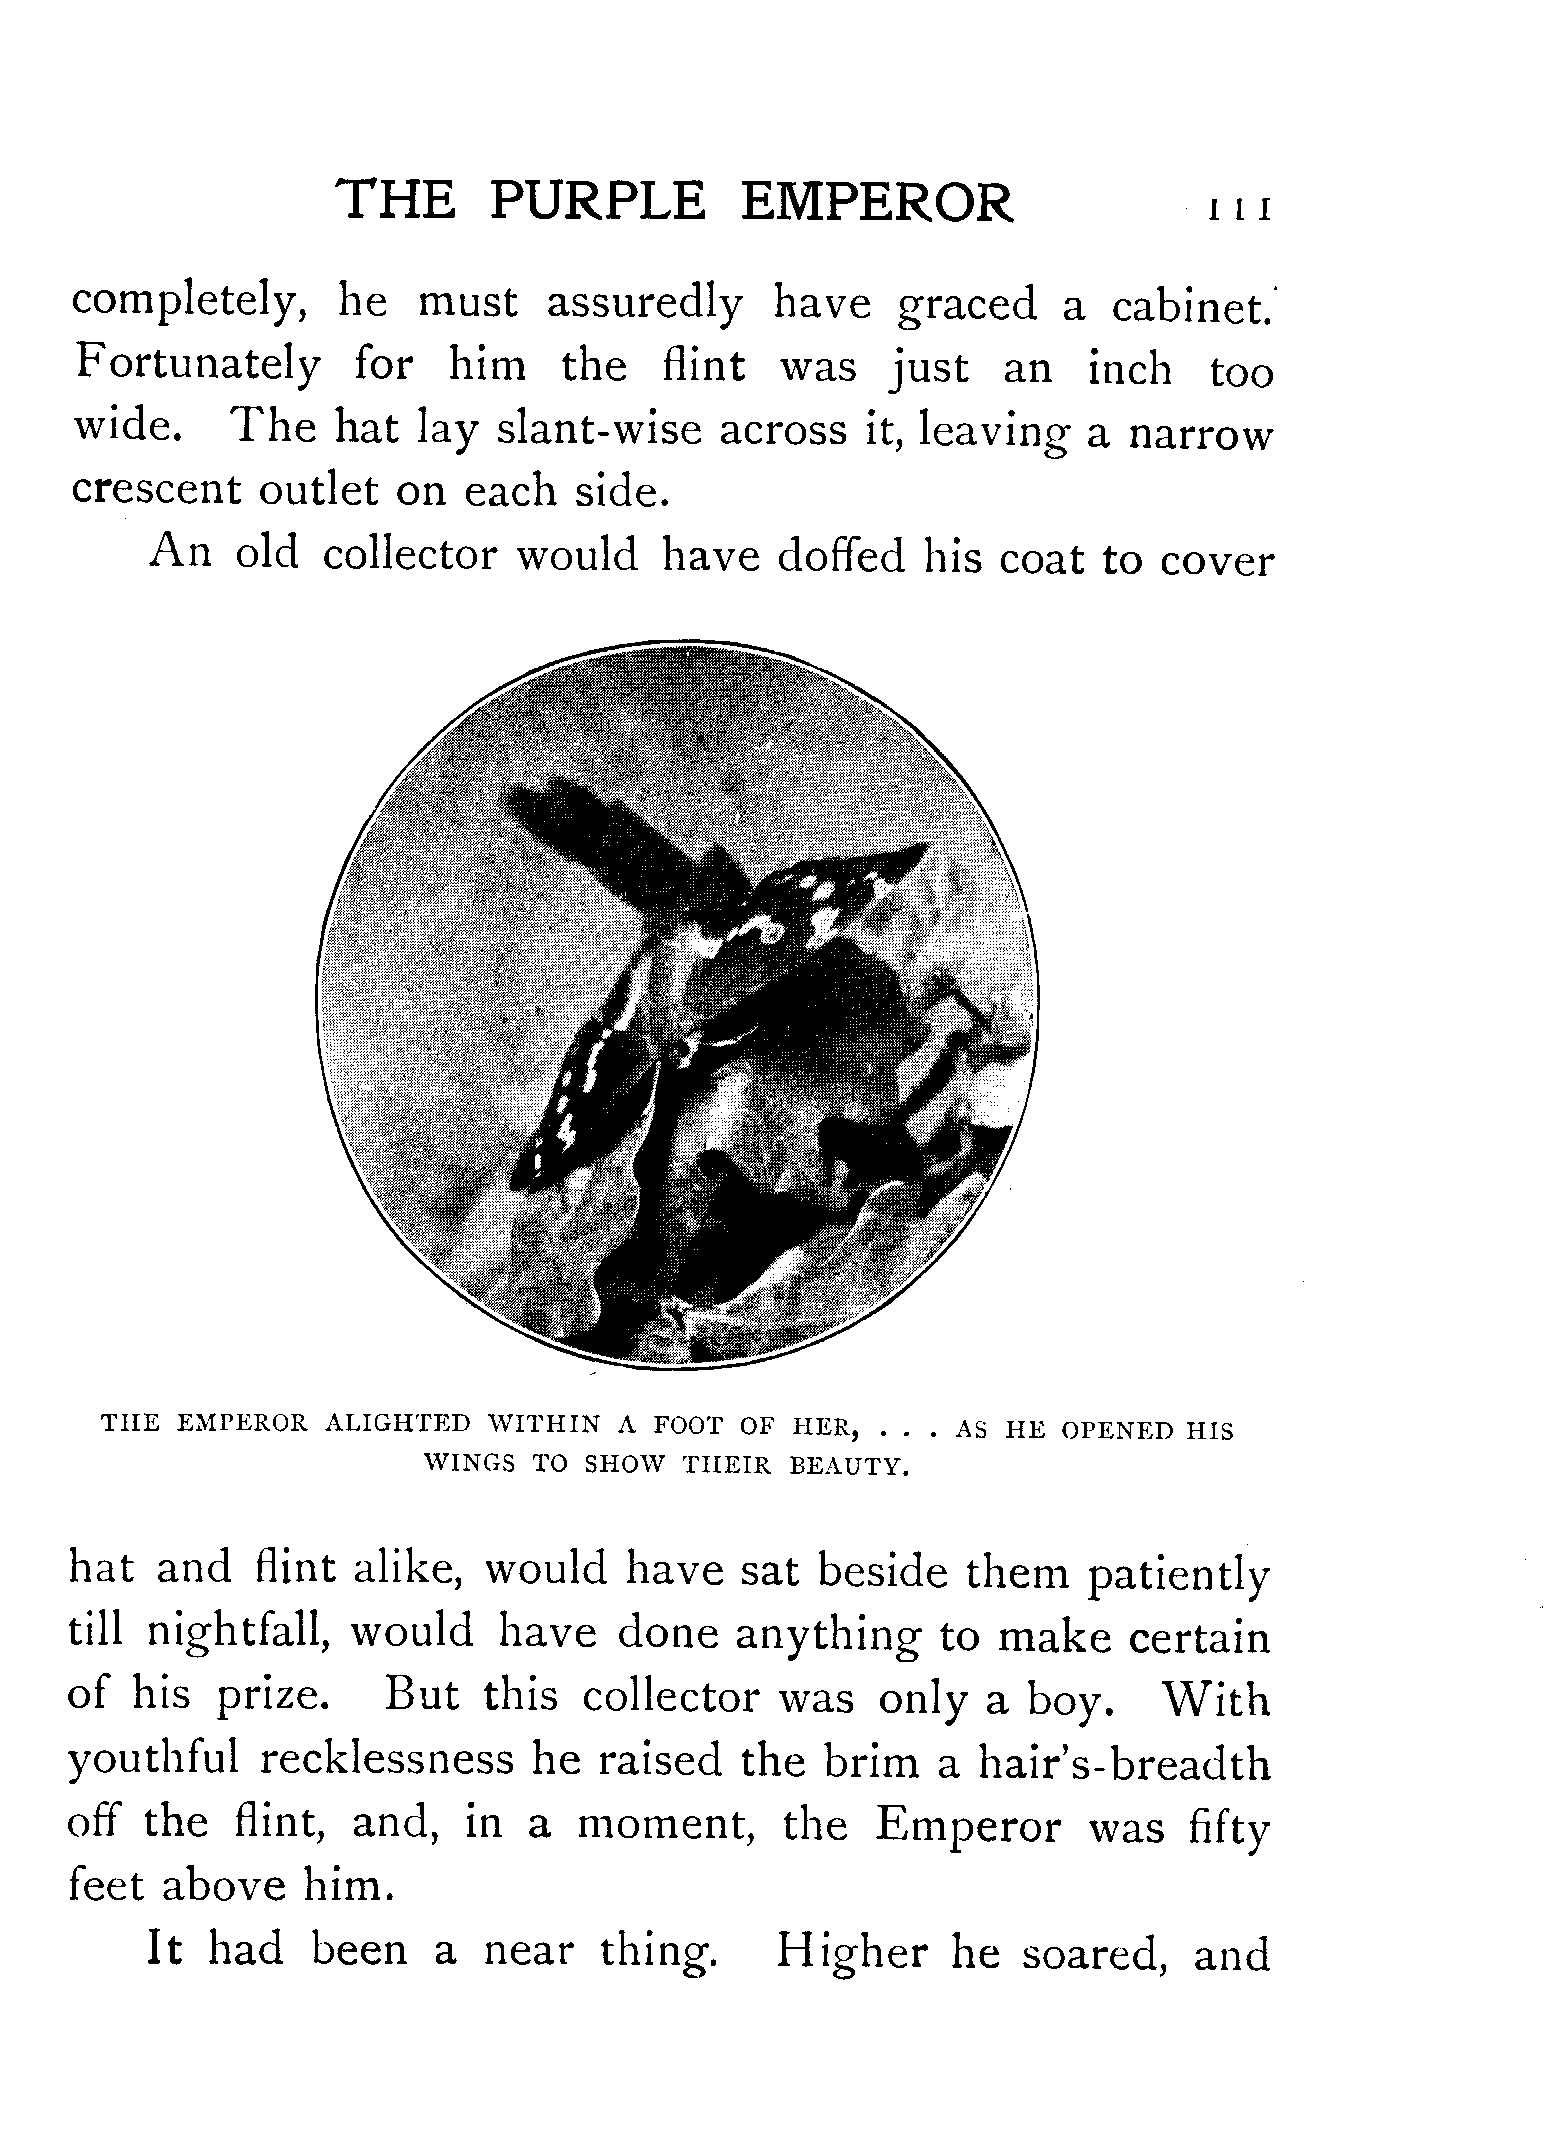 THE PURPLE EMPEROR 111
completely, he must assuredly have graced a cabinet.
Fortunately for him the flint was just an inch too
wide. The hat lay slant-wise across it, leaving a narrow
crescent outlet on each side.
An old collector would have doffed his coat to cover
THE EMPEROR ALIGHTED WITHIN A FOOT OF HER, . . . AS HE OPENED HIS
WINGS TO SHOW THEIR BEAUTY.
hat and flint alike, would have sat beside them patiently
till nightfall, would have done anything to make certain
of his prize. But this collector was only a boy. With
youthful recklessness he raised the brim a hair's-breadth
off the flint, and, in a moment, the Emperor was fifty
feet above him.
It had been a near thing. Higher he soared, and